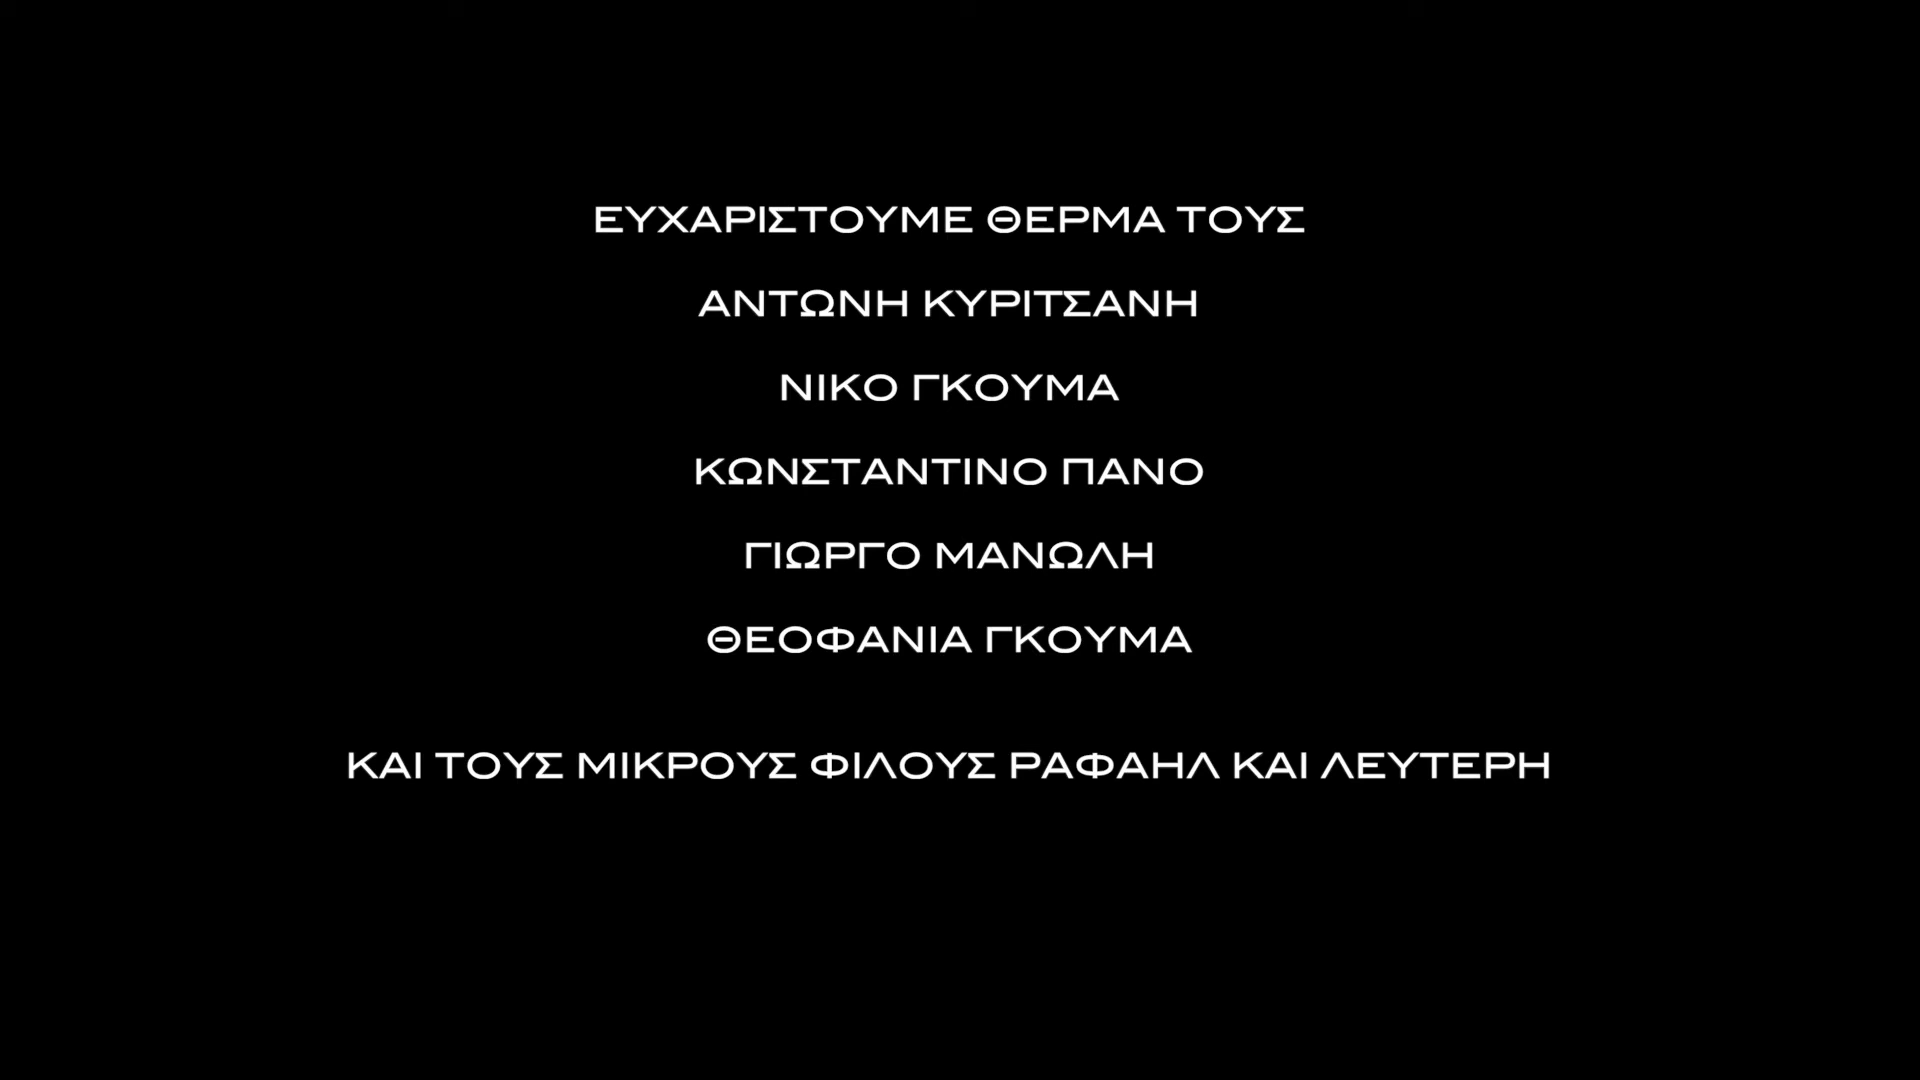 ΕΥΧΑΡΙΣΤΟΥΜΕ ΘΕΡΜΑ ΤΟΥΣ
ΑΝΤΩΝΗ ΚΥΡΙΤΣΑΝΗ
ΝΙΚΟ ΓΚΟΥΜΑ
ΚΩΝΣΤΑΝΤΙΝΟ ΠΑΝΟ
ΓΙΩΡΓΟ ΜΑΝΩΛΗ
ΘΕΟΦΑΝΙΑ ΓΚΟΥΜΑ
ΚΑΙ ΤΟΥΣ ΜΙΚΡΟΥΣ ΦΙΛΟΥΣ ΡΑΦΑΗΛ ΚΑΙ ΛΕΥΤΕΡΗ